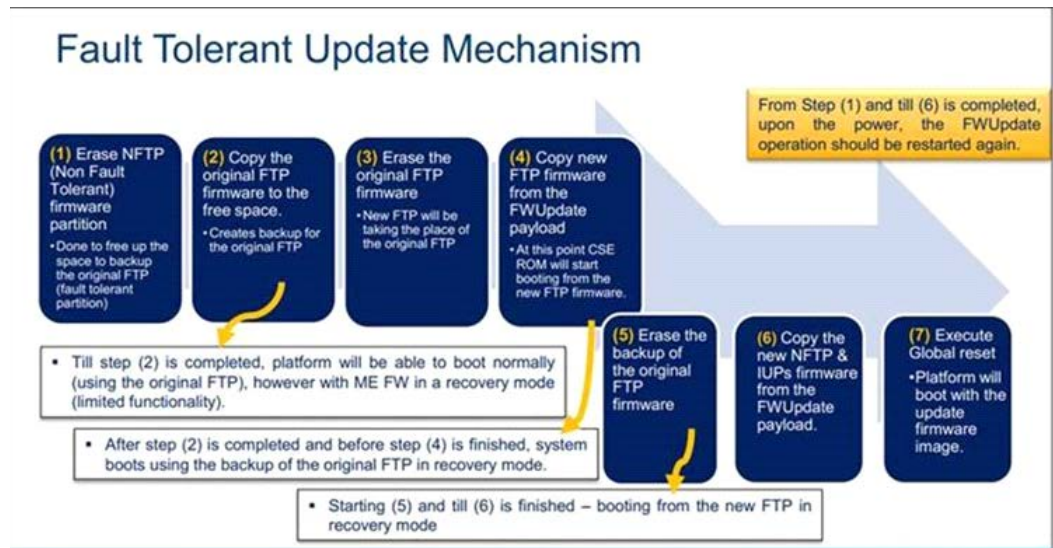 Fault Tolerant Update Mechanism
From Step (1) and till (6) is completed,
upon the power, the FWUpdate
operation should be restarted again.
(1) Erase NFTP
(Non Fault
Tolerant)
firmware
partition
•Done to free up the
space to backup
the original FTP
(fault tolerant
partition)
(2) Copy the
original FTP
firmware to the
free space.
•Creates backup for
the original FTP
(3) Erase the
original FTP
firmware
•New FTP will be
taking the place of
the original FTP
(4) Copy new
FTP firmware
from the
FWUpdate
payload
•At this point CSE
ROM will start
booting from the
new FTP firmware.
(5) Erase the
backup of
the original
FTP
firmware
(6) Copy the
new NFTP &
IUPs firmware
from the
FWUpdate
payload.
(7) Execute
Global reset
•Platform will
boot with the
update
firmware
image.
▪ Till step (2) is completed, platform will be able to boot normally
(using the original FTP), however with ME FW in a recovery mode
(limited functionality).
▪ After step (2) is completed and before step (4) is finished, system
boots using the backup of the original FTP in recovery mode.
▪ Starting (5) and till (6) is finished – booting from the new FTP in
recovery mode